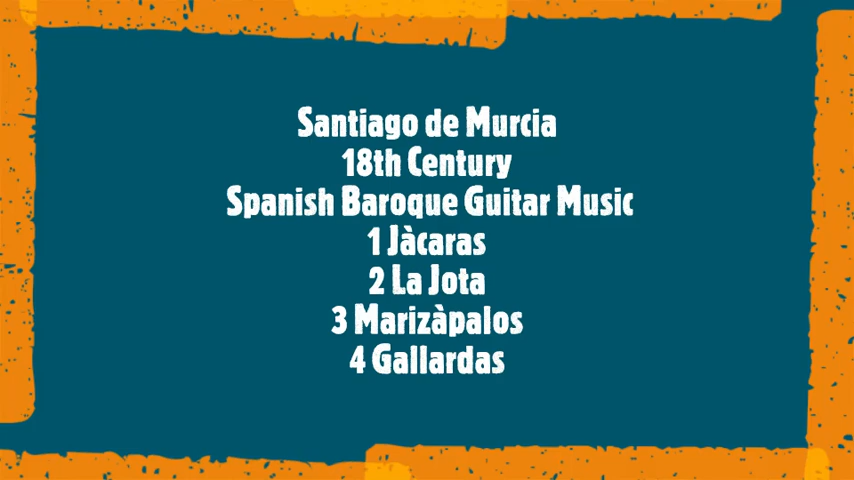 Santiago de Murcia
18th Century
Spanish Baroque Guitar Music
1 Jàcaras
2 La Jota
3 Marizàpalos
4 Gallardas